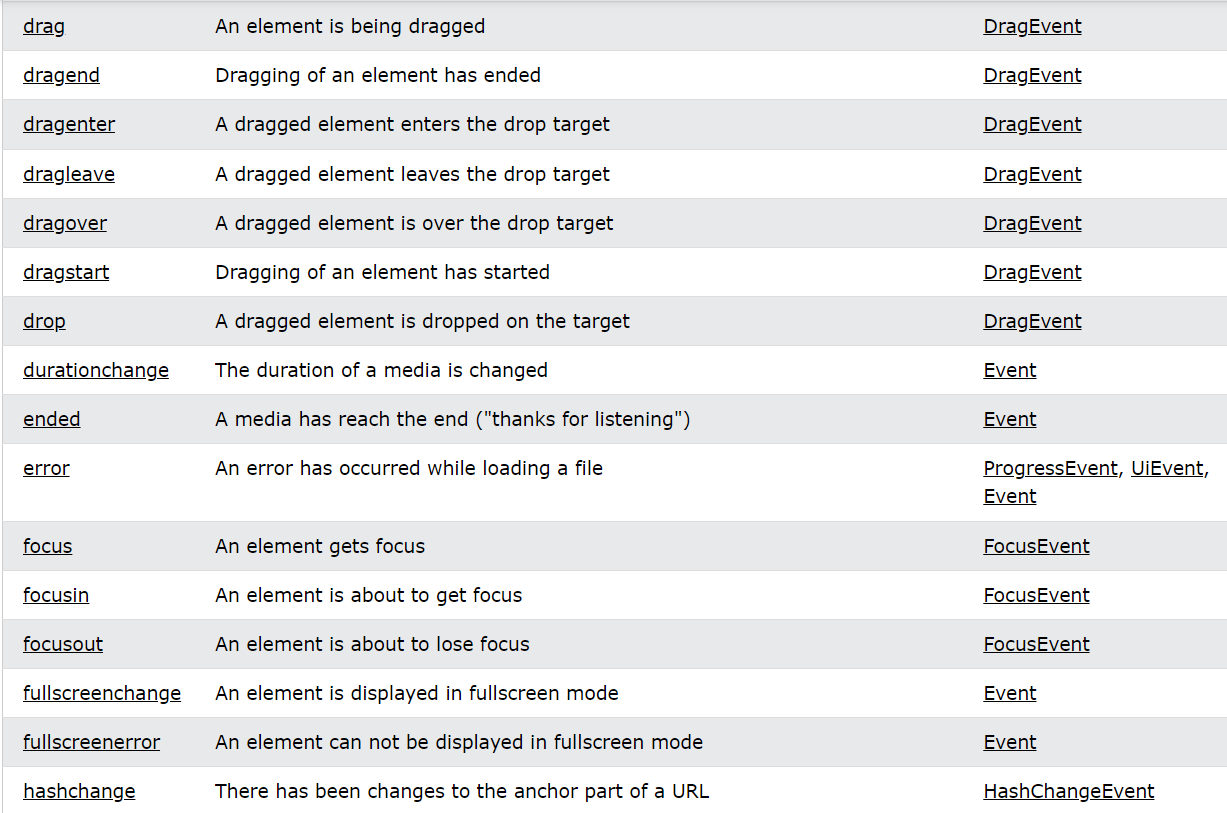 drag An element is being dragged DragEvent
dragend Dragging of an element has ended DragEvent
dragenter A dragged element enters the drop target DragEvent
dragleave A dragged element leaves the drop target DragEvent
dragover A dragged element is over the drop target DragEvent
dragstart Dragging of an element has started DragEvent
drop A dragged element is dropped on the target DragEvent
durationchange The duration of a media is changed Event
ended A media has reach the end ("thanks for listening") Event
error An error has occurred while loading a file ProgressEvent, UiEvent,
Event
focus An element gets focus FocusEvent
focusin An element is about to get focus FocusEvent
focusout An element is about to lose focus FocusEvent
fullscreenchange An element is displayed in fullscreen mode Event
fullscreenerror An element can not be displayed in fullscreen mode Event
hashchange There has been changes to the anchor part of a URL HashChangeEvent